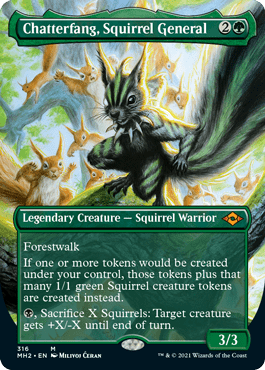 Chatterfang, Squirrel General 2
Legendary Creature — Squirrel Warrior
Forestwalk
If one or more tokens would be created
under your control, those tokens plus that
many 1/1 green Squirrel creature tokens
are created instead.
, Sacrifice X Squirrels: Target creature
gets +X/-X until end of turn.
3/3
316 M
MH2 • EN Milivoj Ćeran
™ & © 2021 Wizards of the Coast